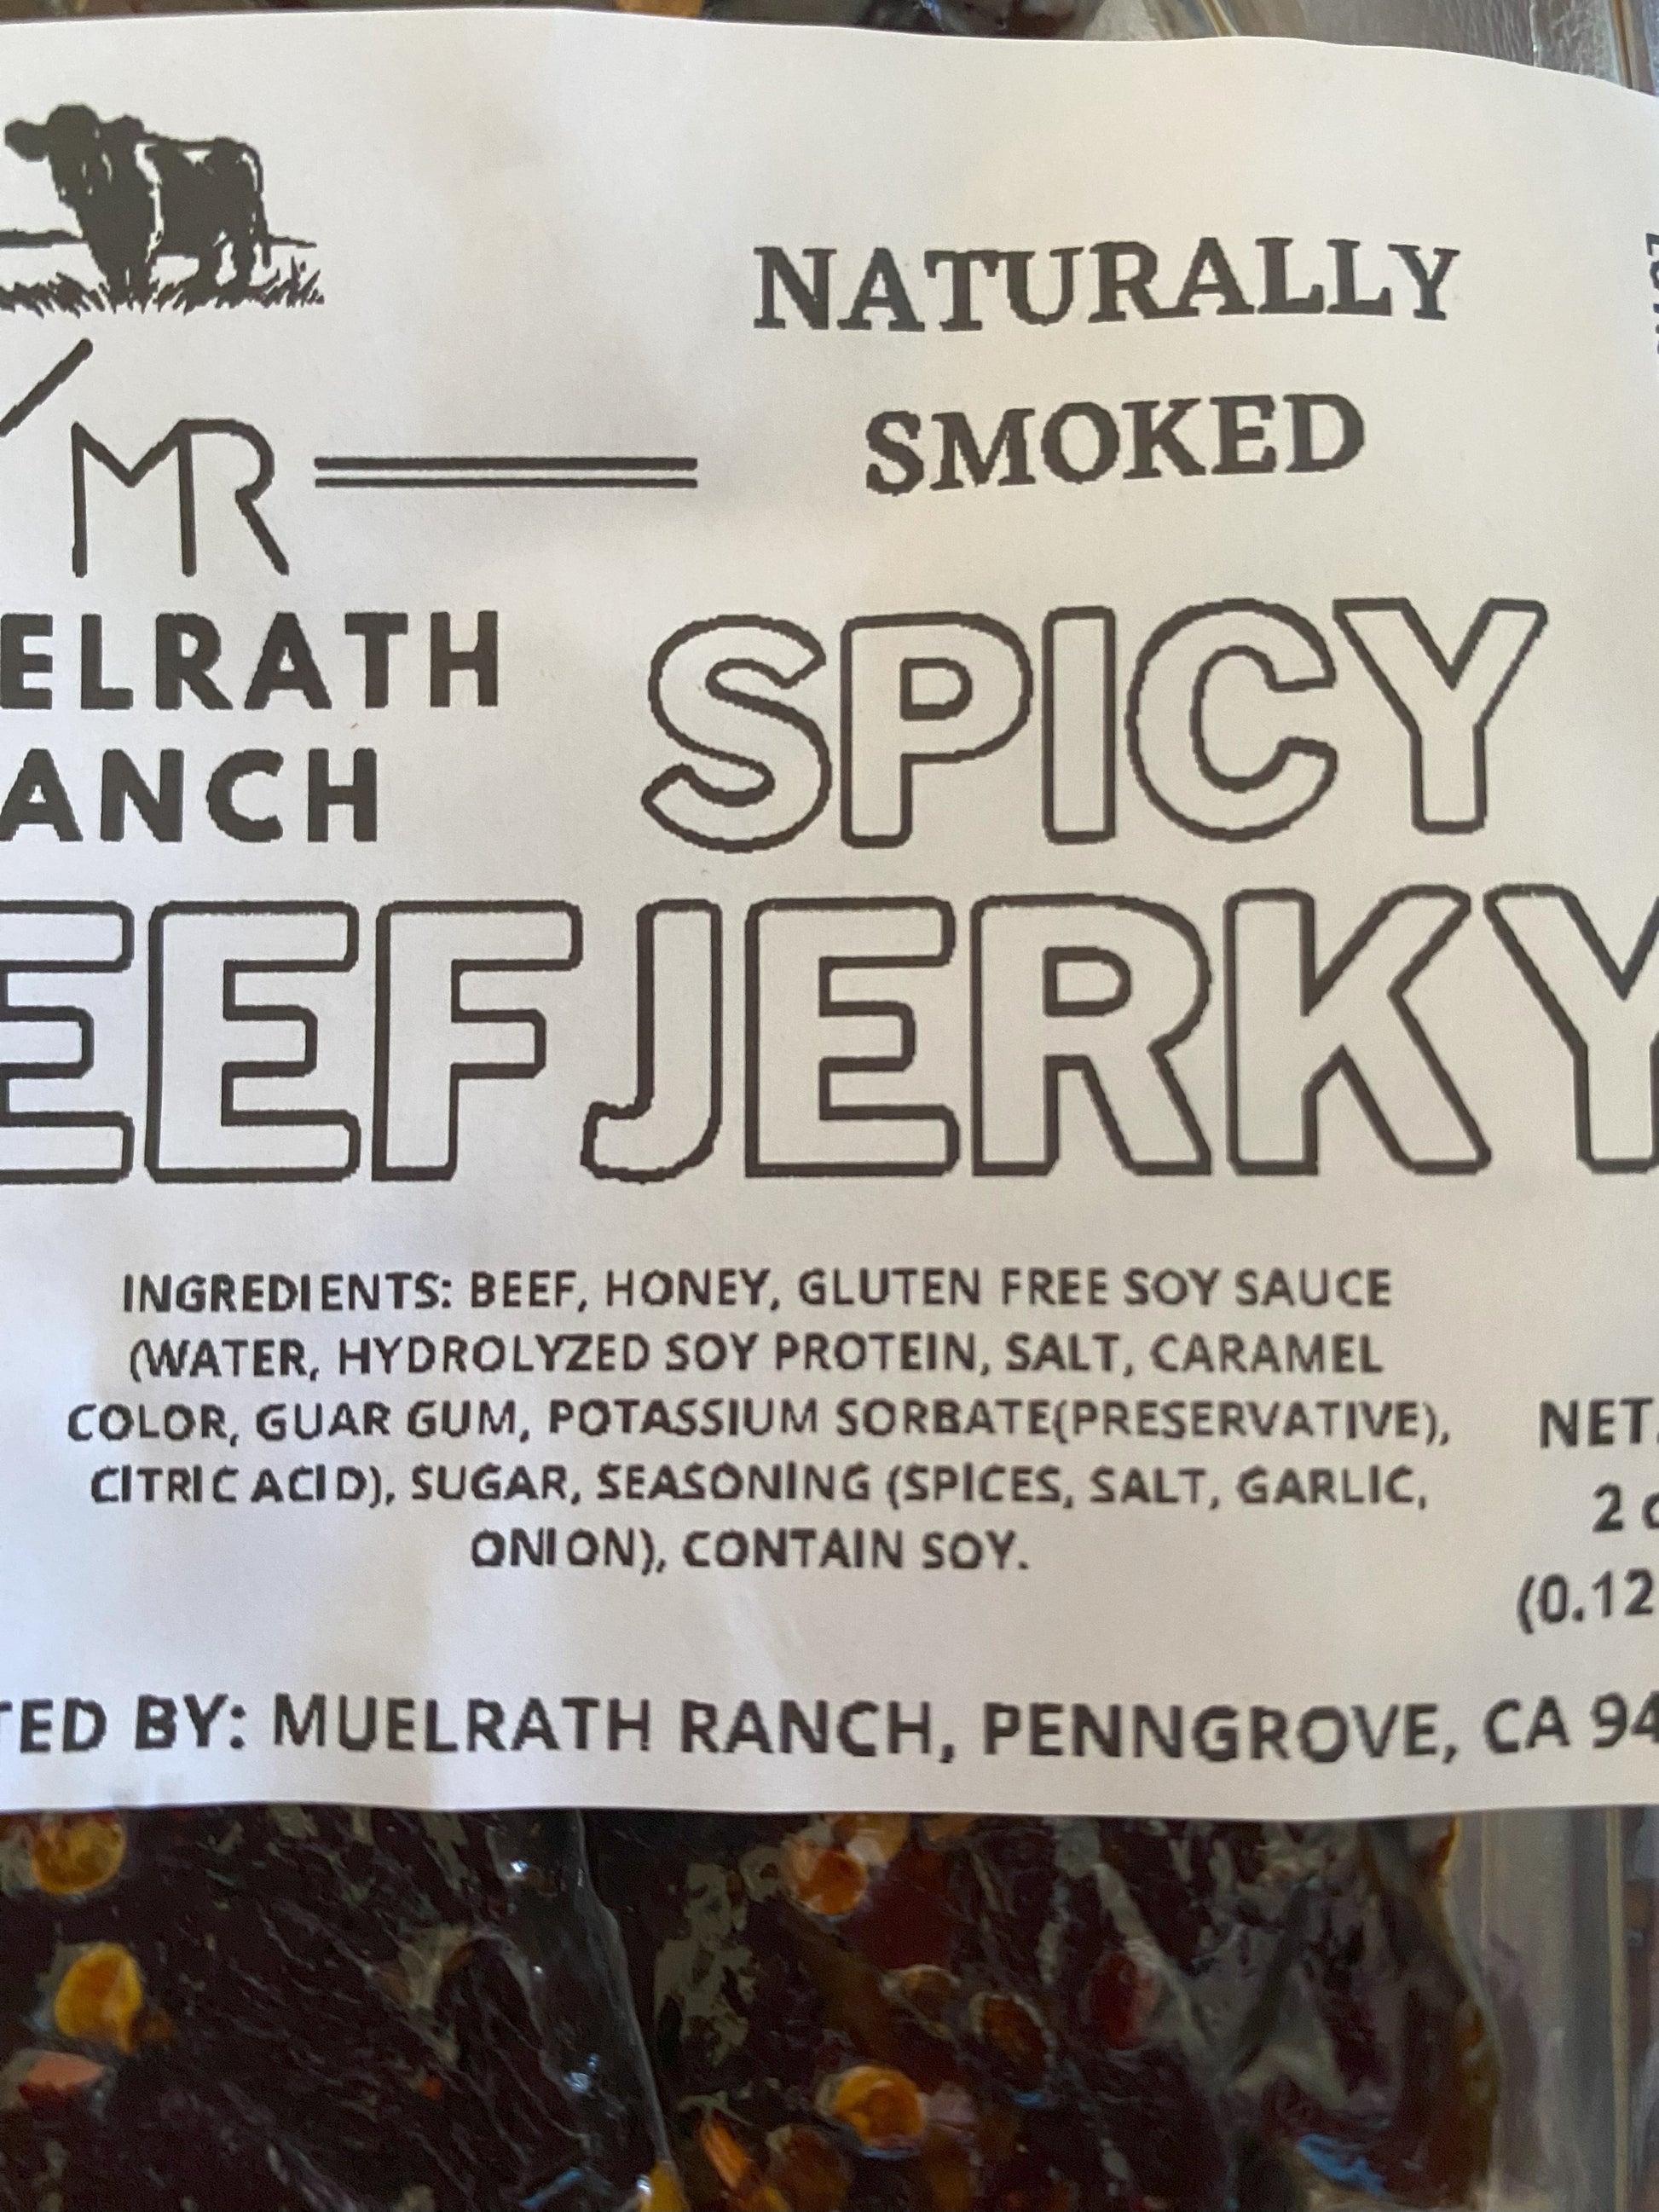 NATURALLY
SMOKED
MR
ELRATH
ANCH
SPICY
EEF JERKY
INGREDIENTS: BEEF, HONEY, GLUTEN FREE SOY SAUCE
(WATER, HYDROLYZED SOY PROTEIN, SALT, CARAMEL
COLOR, GUAR GUM, POTASSIUM SORBATE(PRESERVATIVE),
CITRIC ACID), SUGAR, SEASONING (SPICES, SALT, GARLIC,
ONION), CONTAIN SOY.
NET.
2
(0.12
TED BY: MUELRATH RANCH, PENNGROVE, CA 94